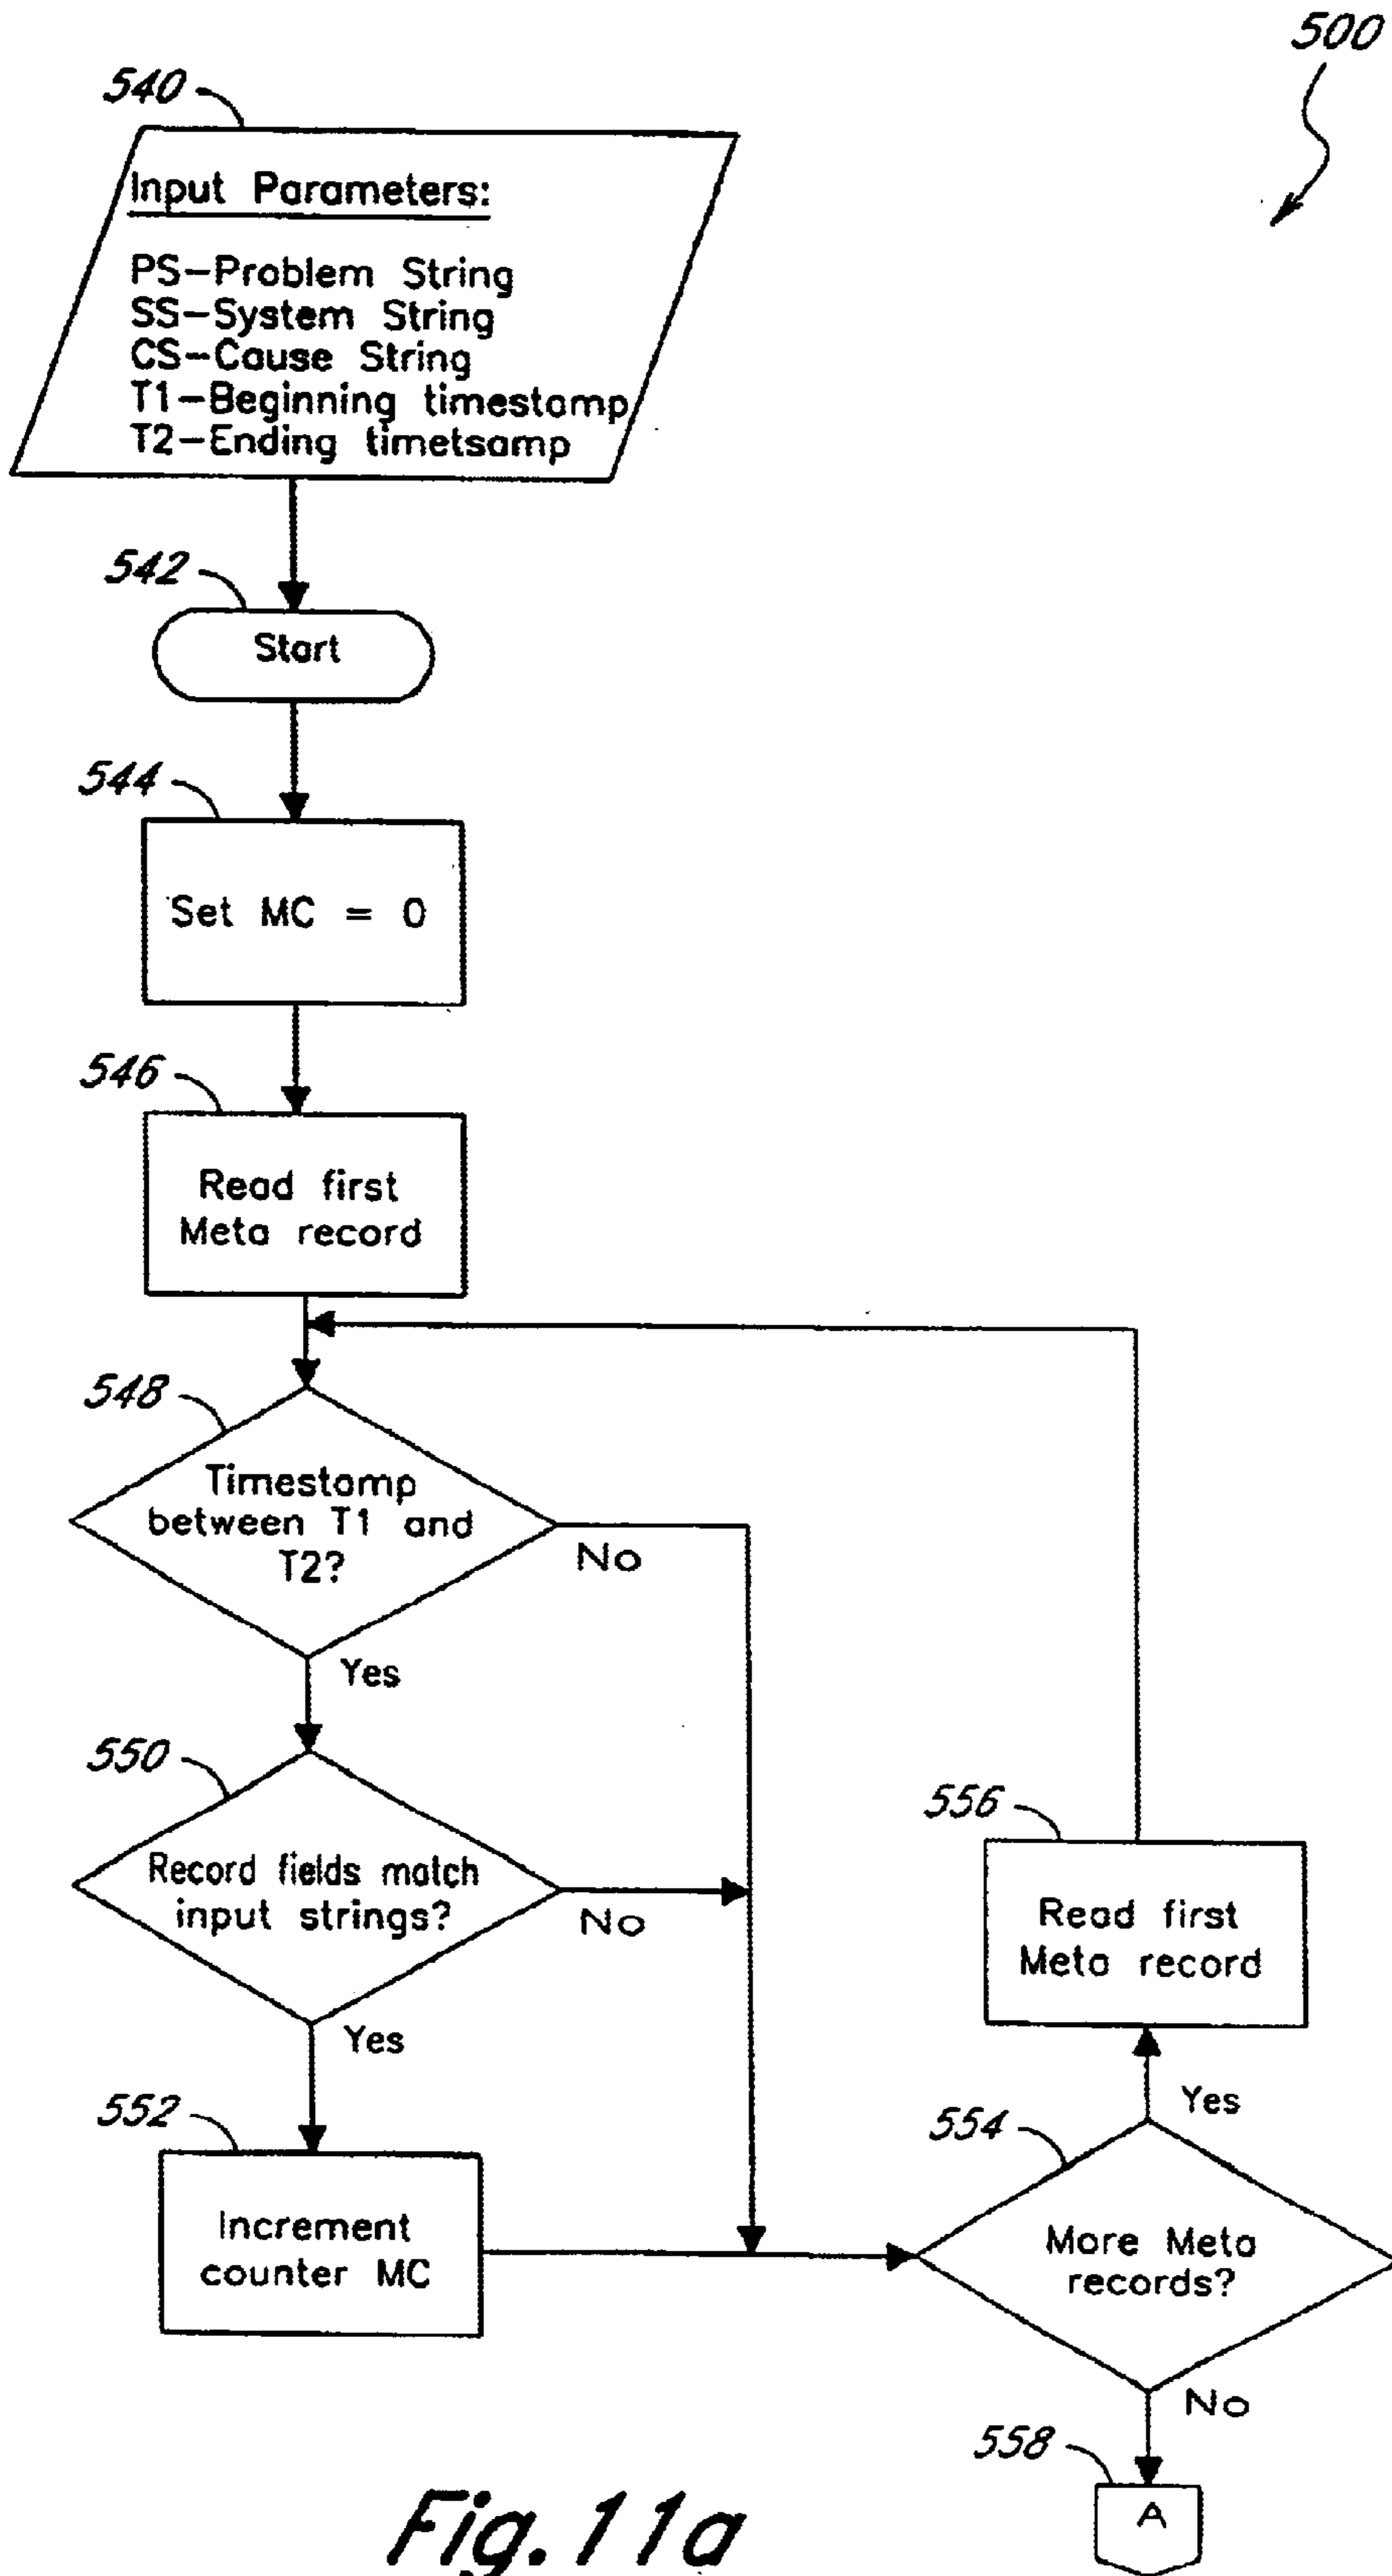 500
540
Input Parameters:
PS-Problem String
SS-System String
CS-Cause String
T1-Beginning timestamp
T2-Ending timetsamp
542
Start
544
Set MC = 0
546
Read first
Meta record
548
Timestamp
between T1 and
T2?
No
Yes
550
Record fields match
input strings?
No
Yes
552
Increment
counter MC
556
Read first
Meta record
Yes
554
More Meta
records?
No
558
A
Fig. 11a